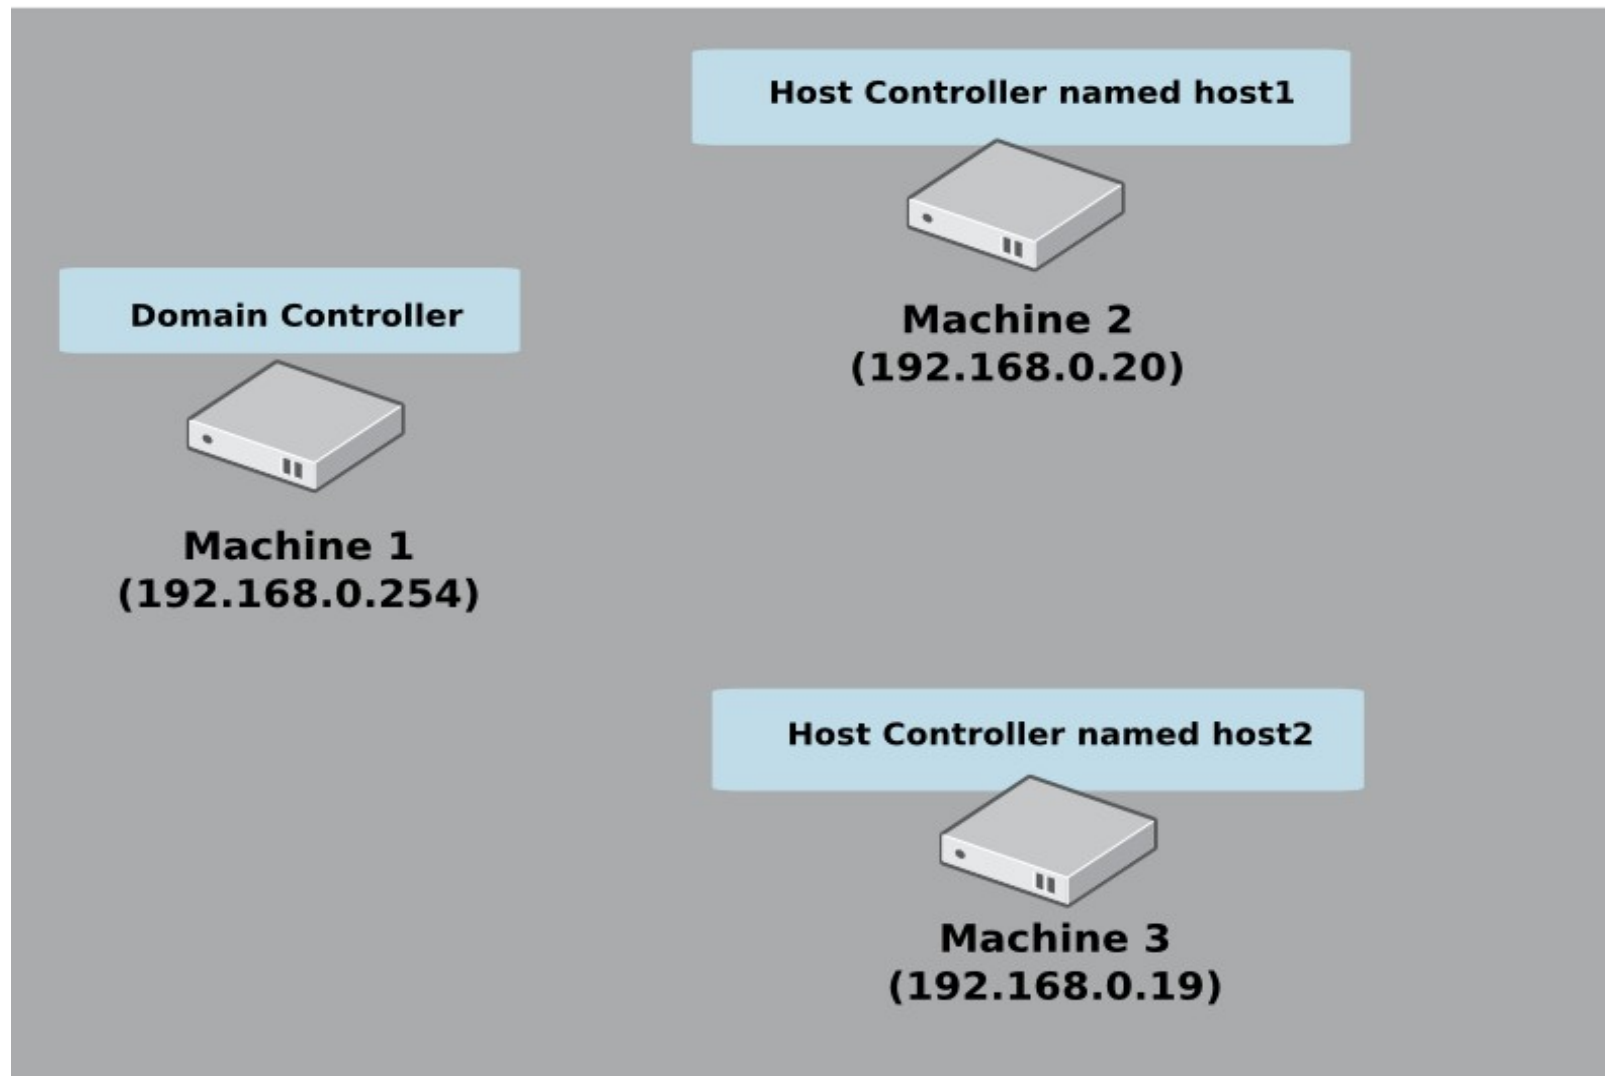 Host Controller named host1
Machine 2
(192.168.0.20)
Domain Controller
Machine 1
(192.168.0.254)
Host Controller named host2
Machine 3
(192.168.0.19)